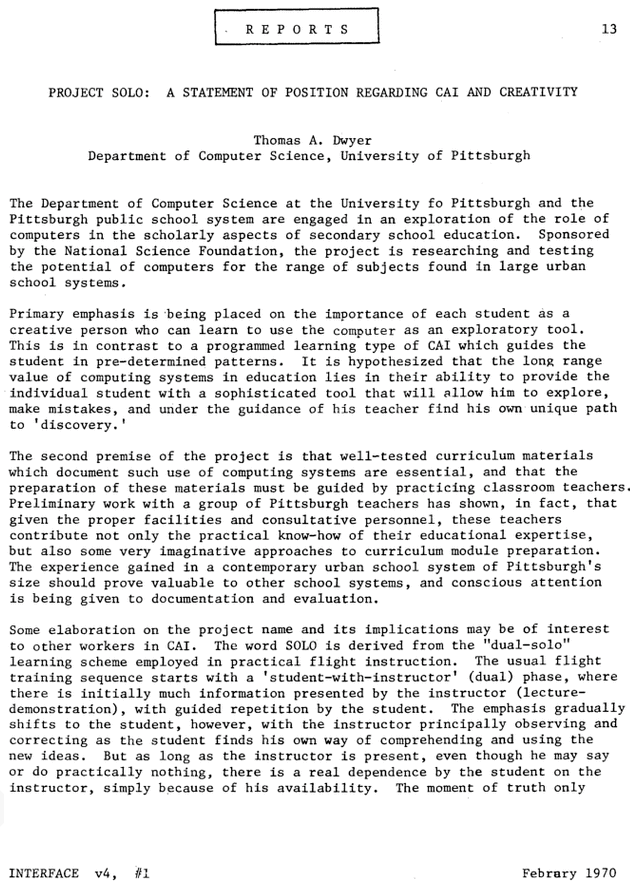 REPORTS
13
PROJECT SOLO: A STATEMENT OF POSITION REGARDING CAI AND CREATIVITY
Thomas A. Dwyer
Department of Computer Science, University of Pittsburgh
The Department of Computer Science at the University fo Pittsburgh and the
Pittsburgh public school system are engaged in an exploration of the role of
computers in the scholarly aspects of secondary school education. Sponsored
by the National Science Foundation, the project is researching and testing
the potential of computers for the range of subjects found in large urban
school systems.
Primary emphasis is being placed on the importance of each student as a
creative person who can learn to use the computer as an exploratory tool.
This is in contrast to a programmed learning type of CAI which guides the
student in pre-determined patterns. It is hypothesized that the long range
value of computing systems in education lies in their ability to provide the
individual student with a sophisticated tool that will allow him to explore,
make mistakes, and under the guidance of his teacher find his own unique path
to 'discovery.'
The second premise of the project is that well-tested curriculum materials
which document such use of computing systems are essential, and that the
preparation of these materials must be guided by practicing classroom teachers.
Preliminary work with a group of Pittsburgh teachers has shown, in fact, that
given the proper facilities and consultative personnel, these teachers
contribute not only the practical know-how of their educational expertise,
but also some very imaginative approaches to curriculum module preparation.
The experience gained in a contemporary urban school system of Pittsburgh's
size should prove valuable to other school systems, and conscious attention
is being given to documentation and evaluation.
Some elaboration on the project name and its implications may be of interest
to other workers in CAI. The word SOLO is derived from the "dual-solo"
learning scheme employed in practical flight instruction. The usual flight
training sequence starts with a 'student-with-instructor' (dual) phase, where
there is initially much information presented by the instructor (lecture-
demonstration), with guided repetition by the student. The emphasis gradually
shifts to the student, however, with the instructor principally observing and
correcting as the student finds his own way of comprehending and using the
new ideas. But as long as the instructor is present, even though he may say
or do practically nothing, there is a real dependence by the student on the
instructor, simply because of his availability. The moment of truth only
INTERFACE v4, #1
Febrary 1970